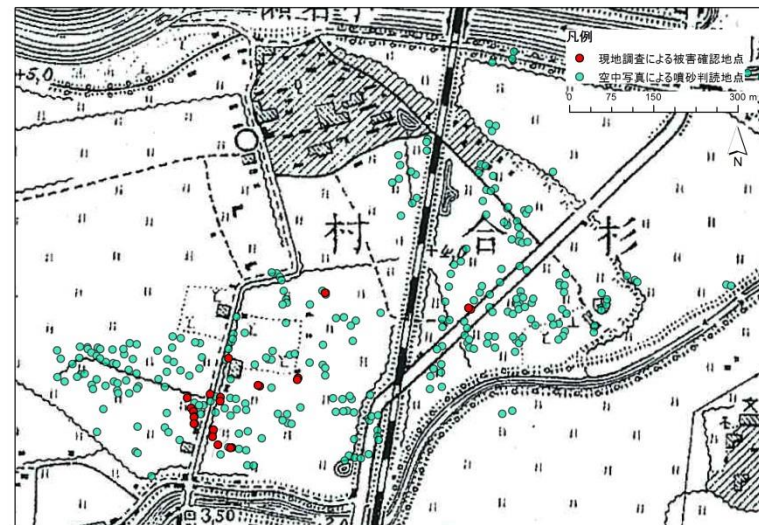 凡例
現地調査による被害確認地点
空中写真による噴砂判読地点
0 75 150 300 m
N
+5,0
村合杉
+4,0
文
3,50